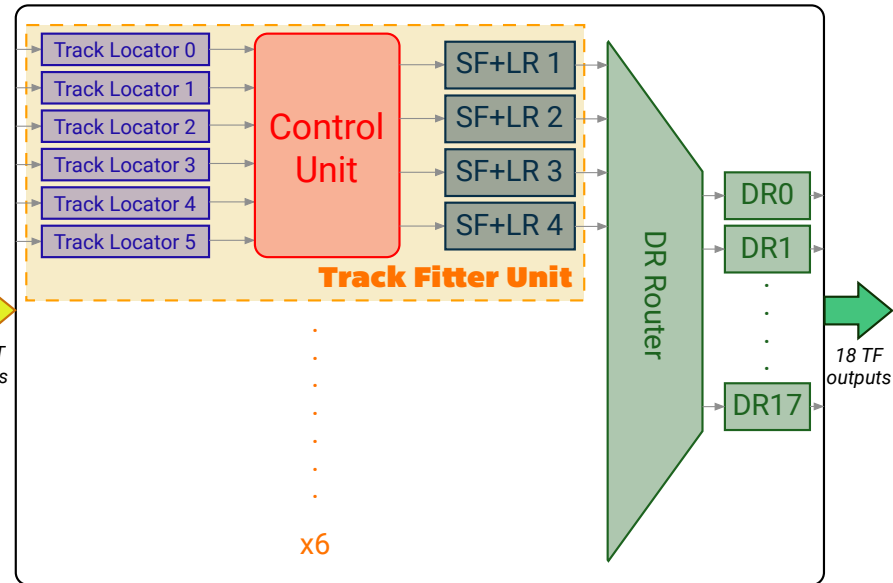 Track Locator 0
Track Locator 1
Track Locator 2
Track Locator 3
Track Locator 4
Track Locator 5
Control
Unit
SF+LR 1
SF+LR 2
SF+LR 3
SF+LR 4
Track Fitter Unit
x6
DR Router
DR0
DR1
DR17
18 TF
outputs